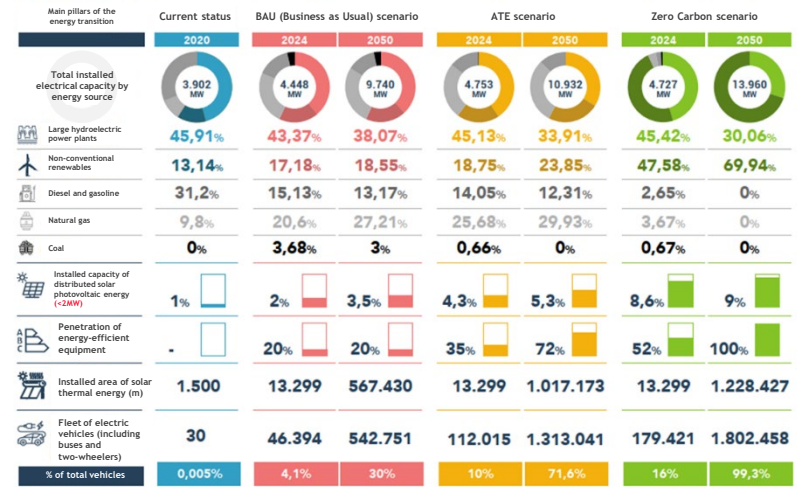 Main pillars of the
energy transition
Current status
BAU (Business as Usual) scenario
ATE scenario
Zero Carbon scenario
2020
2024
2050
2024
2050
2024
2050
Total installed
electrical capacity by
energy source
3.902
MW
4.448
MW
9.740
MW
4.753
MW
10.932
MW
4.727
MW
13.960
MW
Large hydroelectric
power plants
45,91% 43,37% 38,07% 45,13% 33,91% 45,42% 30,06%
Non-conventional
renewables
13,14% 17,18% 18,55% 18,75% 23,85% 47,58% 69,94%
Diesel and gasoline 31,2% 15,13% 13,17% 14,05% 12,31% 2,65% 0%
Natural gas 9,8% 20,6% 27,21% 25,68% 29,93% 3,67% 0%
Coal 0% 3,68% 3% 0,66% 0% 0,67% 0%
Installed capacity of
distributed solar
photovoltaic energy
(<2MW)
1% 2% 3,5% 4,3% 5,3% 8,6% 9%
A
B
C
Penetration of
energy-efficient
equipment
- 20% 20% 35% 72% 52% 100%
Installed area of solar
thermal energy (m)
1.500 13.299 567.430 13.299 1.017.173 13.299 1.228.427
Fleet of electric
vehicles (including
buses and
two-wheelers)
30 46.394 542.751 112.015 1.313.041 179.421 1.802.458
% of total vehicles 0,005% 4,1% 30% 10% 71,6% 16% 99,3%